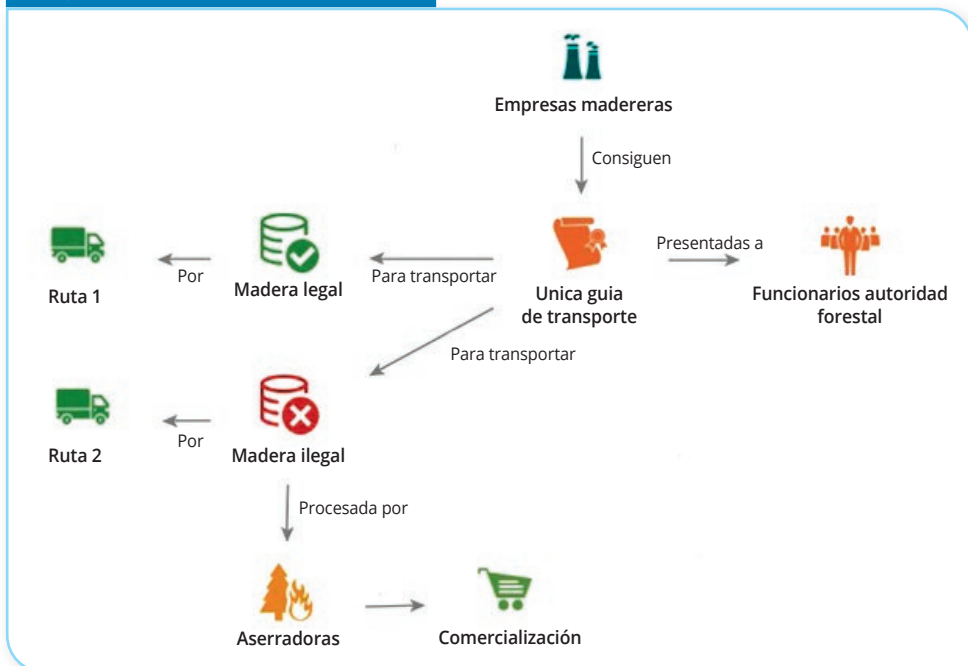 Empresas madereras
Consiguen
Presentadas a
Para transportar
Por
Ruta 1
Madera legal
Unica guia
de transporte
Funcionarios autoridad
forestal
Para transportar
Por
Ruta 2
Madera ilegal
Procesada por
Aserradoras
Comercialización